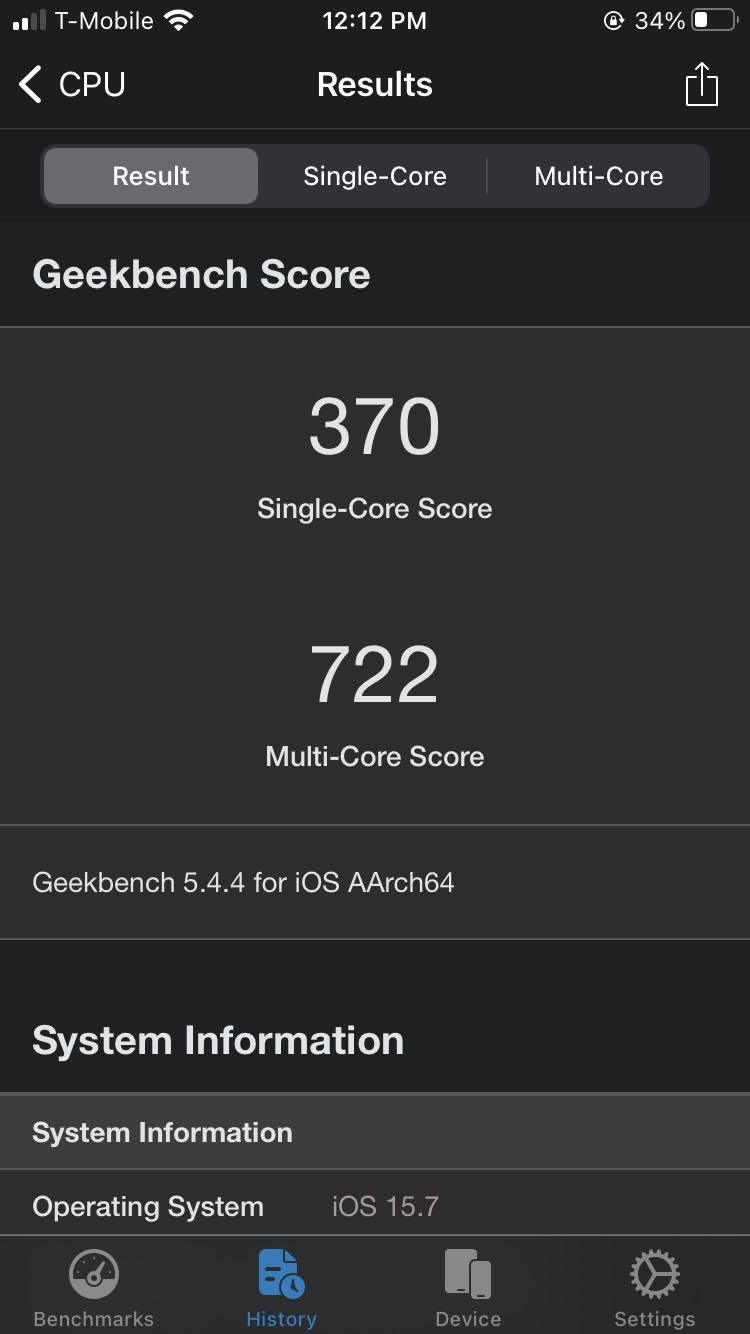 T-Mobile 12:12 PM 34%
CPU Results
Result Single-Core Multi-Core
Geekbench Score
370
Single-Core Score
722
Multi-Core Score
Geekbench 5.4.4 for iOS AArch64
System Information
System Information
Operating System iOS 15.7
Benchmarks History Device Settings